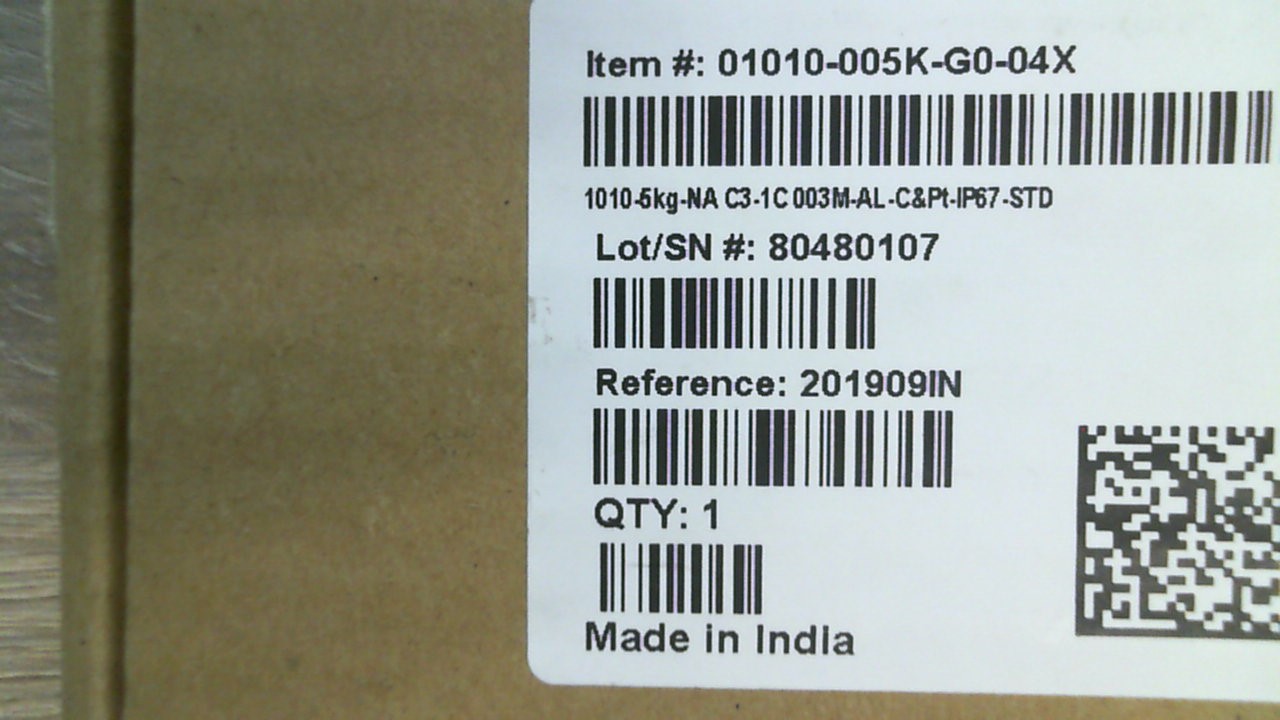 Item #: 01010-005K-G0-04X
1010-5kg-NA C3-1C 003M-AL-C&Pt-IP67-STD
Lot/SN #: 80480107
Reference: 201909IN
QTY: 1
Made in India